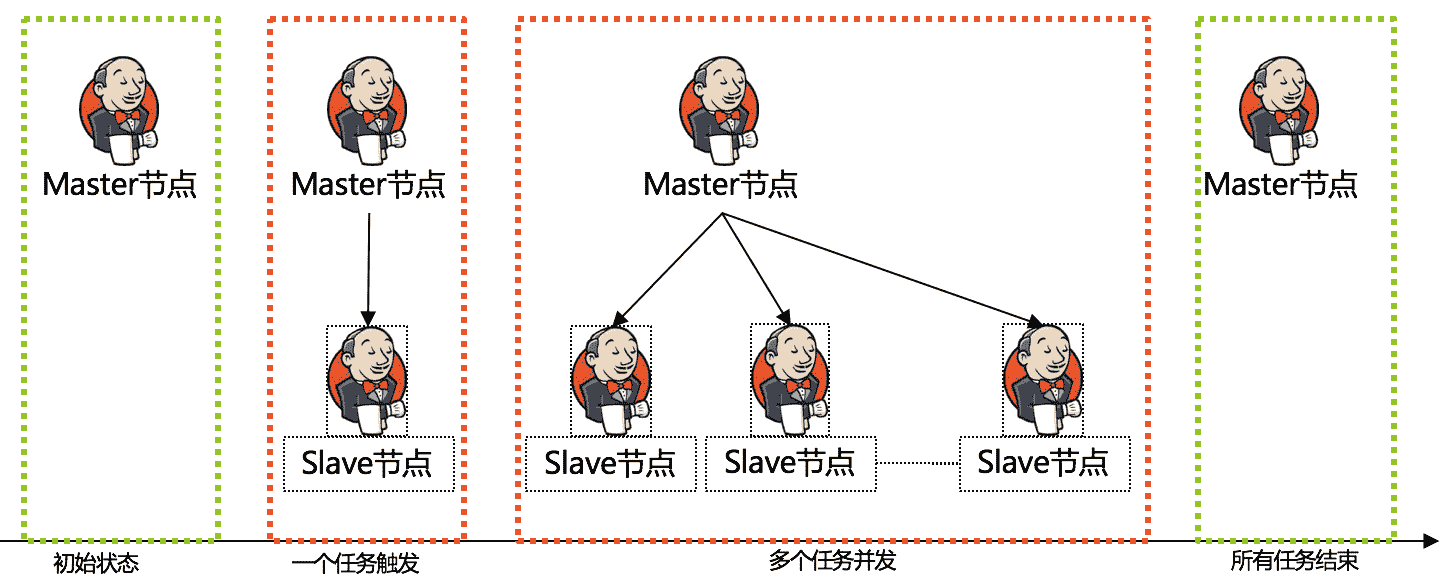 Master节点
Master节点
Master节点
Master节点
Slave节点
Slave节点
Slave节点
Slave节点
初始状态
一个任务触发
多个任务并发
所有任务结束